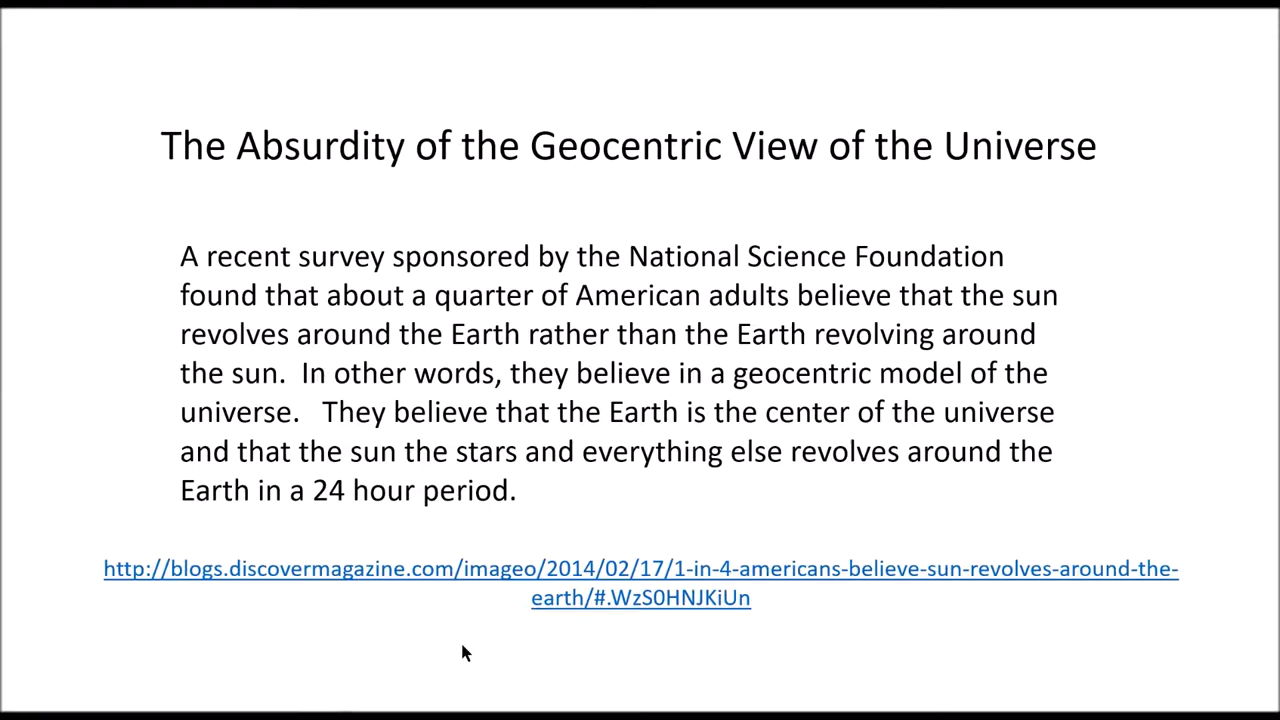 The Absurdity of the Geocentric View of the Universe
A recent survey sponsored by the National Science Foundation
found that about a quarter of American adults believe that the sun
revolves around the Earth rather than the Earth revolving around
the sun.  In other words, they believe in a geocentric model of the
universe.   They believe that the Earth is the center of the universe
and that the sun the stars and everything else revolves around the
Earth in a 24 hour period.
http://blogs.discovermagazine.com/imageo/2014/02/17/1-in-4-americans-believe-sun-revolves-around-the-
earth/#.WzS0HNJKiUn